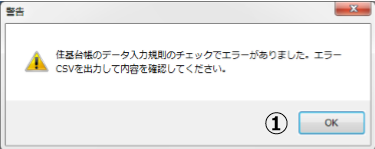 警告
住基台帳のデータ入力規則のチェックでエラーがありました。エラー
CSVを出力して内容を確認してください。
① OK